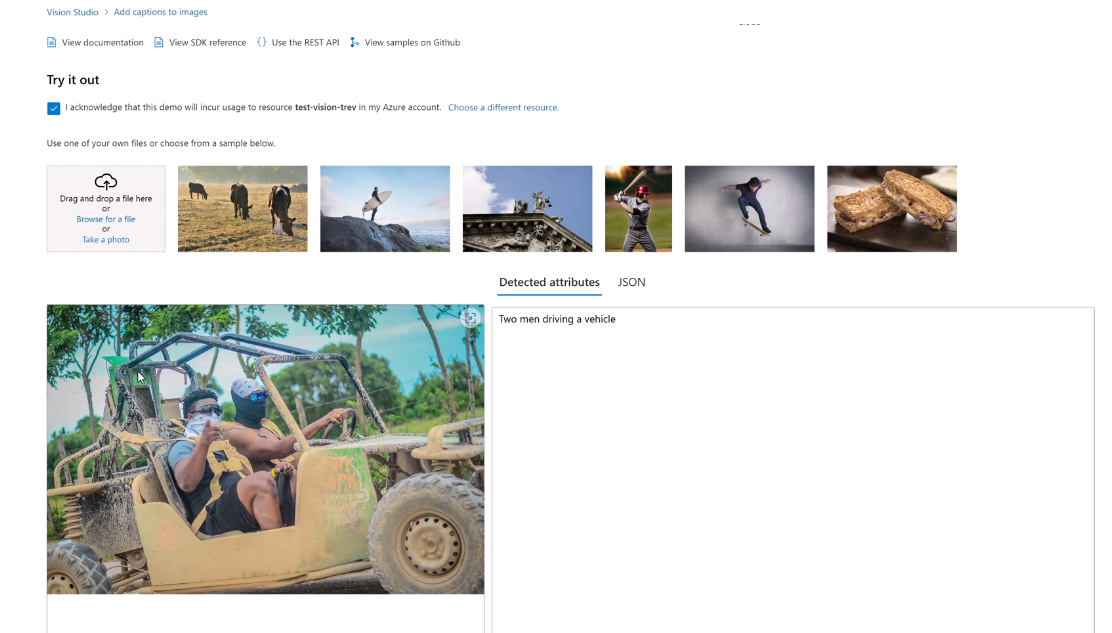 Vision Studio > Add captions to images
View documentation View SDK reference {} Use the REST API View samples on Github
Try it out
I acknowledge that this demo will incur usage to resource test-vision-trev in my Azure account. Choose a different resource.
Use one of your own files or choose from a sample below.
Drag and drop a file here
or
Browse for a file
or
Take a photo
Detected attributes JSON
Two men driving a vehicle